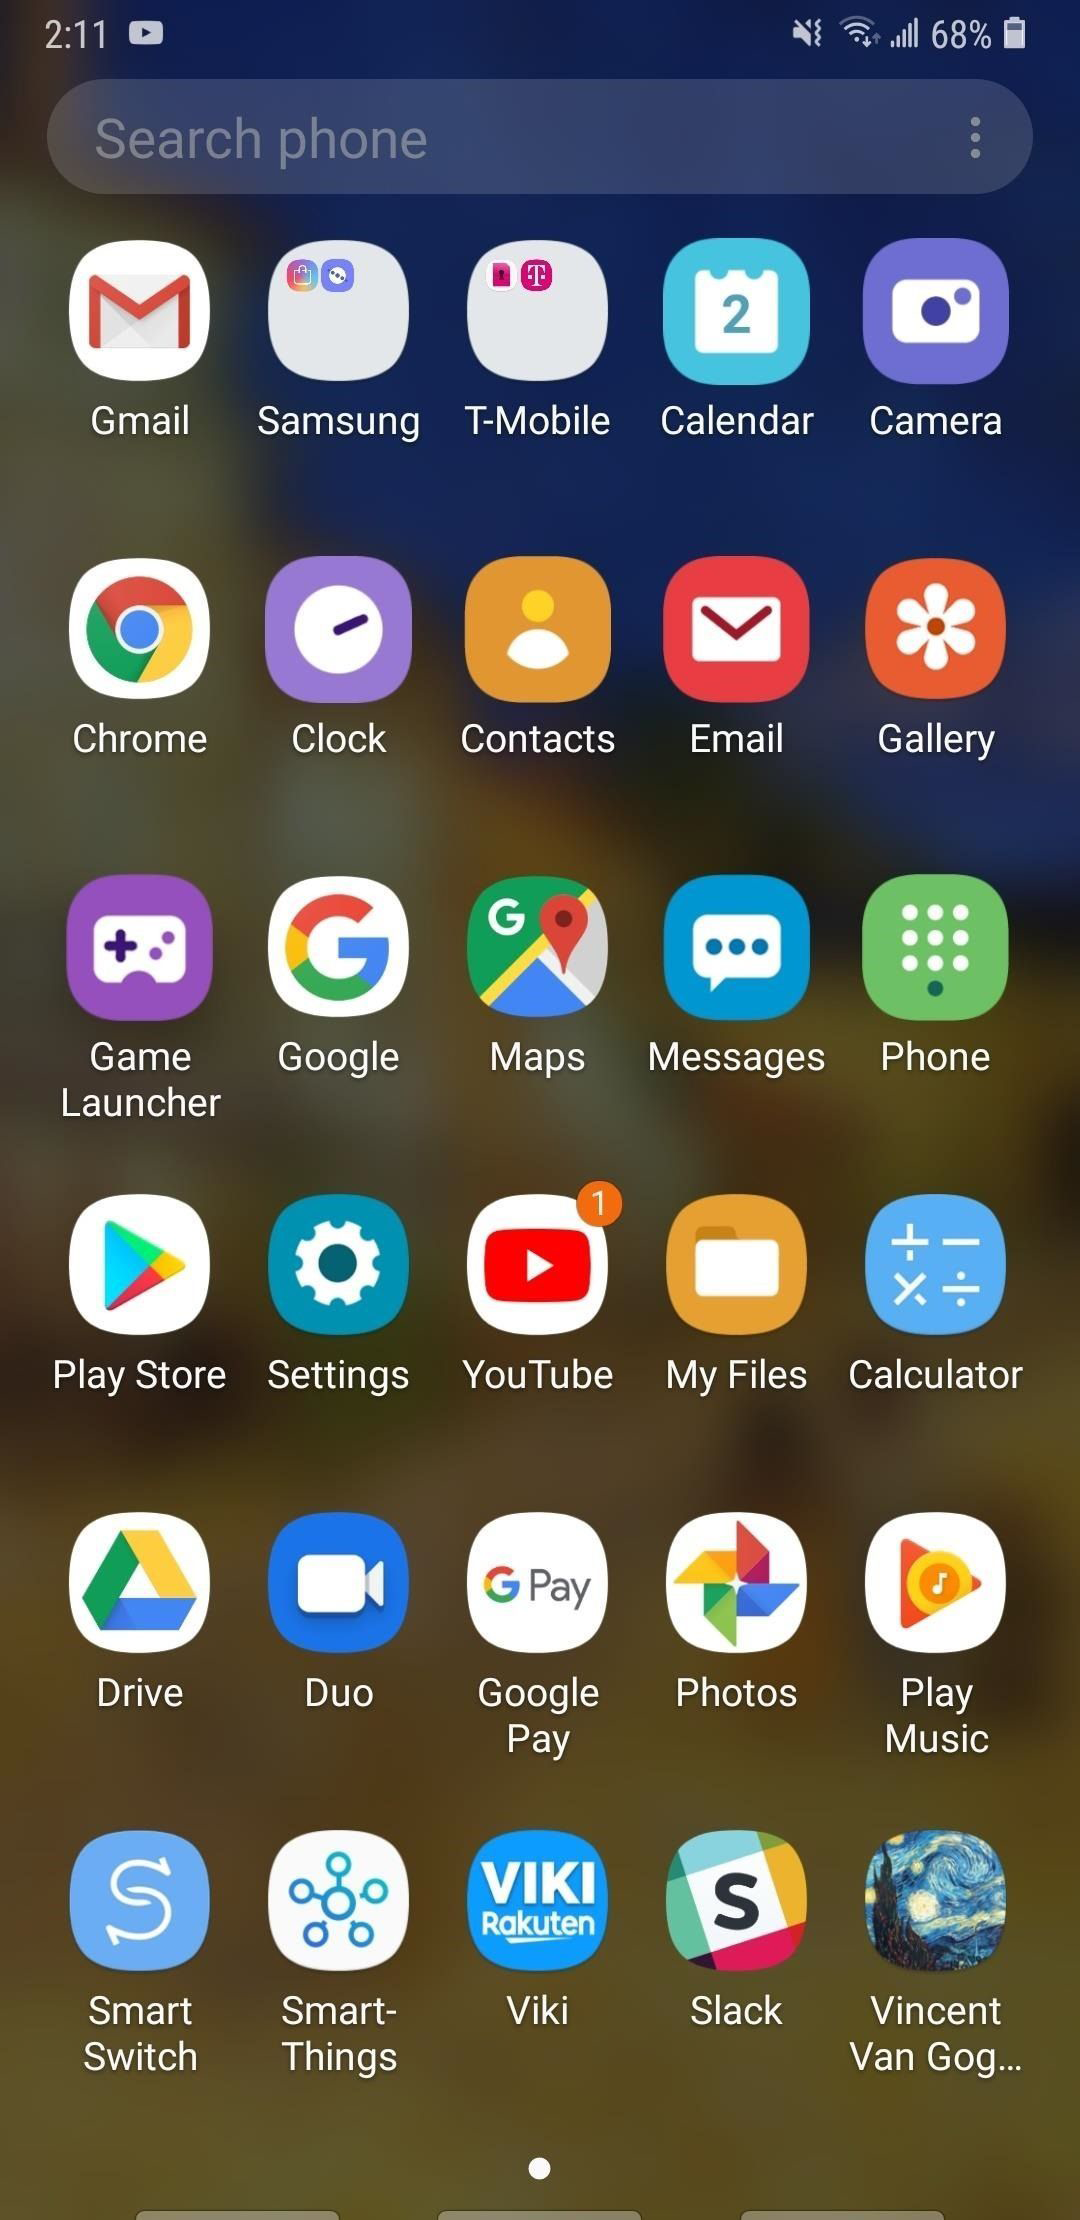 2:11 68%
Search phone
2
Gmail Samsung T-Mobile Calendar Camera
Chrome Clock Contacts Email Gallery
G
Game Google Maps Messages Phone
Launcher
1
Play Store Settings YouTube My Files Calculator
G Pay
Drive Duo Google Photos Play
Pay Music
VIKI S
Rakuten
Smart Smart- Viki Slack Vincent
Switch Things Van Gog...